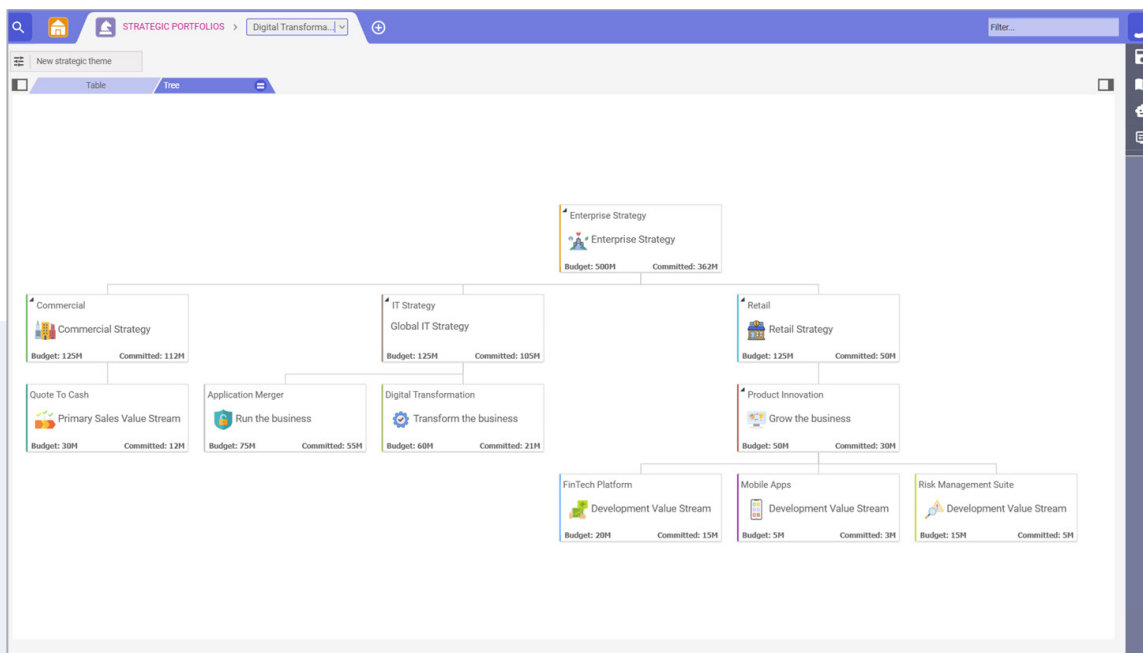 STRATEGIC PORTFOLIOS > Digital Transforma...
Filter...
New strategic theme
Table
Tree
Enterprise Strategy
Enterprise Strategy
Budget: 500M Committed: 362M
Commercial
Commercial Strategy
Budget: 125M Committed: 112M
IT Strategy
Global IT Strategy
Budget: 125M Committed: 105M
Retail
Retail Strategy
Budget: 125M Committed: 50M
Quote To Cash
Primary Sales Value Stream
Budget: 30M Committed: 12M
Application Merger
Run the business
Budget: 75M Committed: 55M
Digital Transformation
Transform the business
Budget: 60M Committed: 21M
Product Innovation
Grow the business
Budget: 50M Committed: 30M
FinTech Platform
Development Value Stream
Budget: 20M Committed: 15M
Mobile Apps
Development Value Stream
Budget: 5M Committed: 3M
Risk Management Suite
Development Value Stream
Budget: 15M Committed: 5M